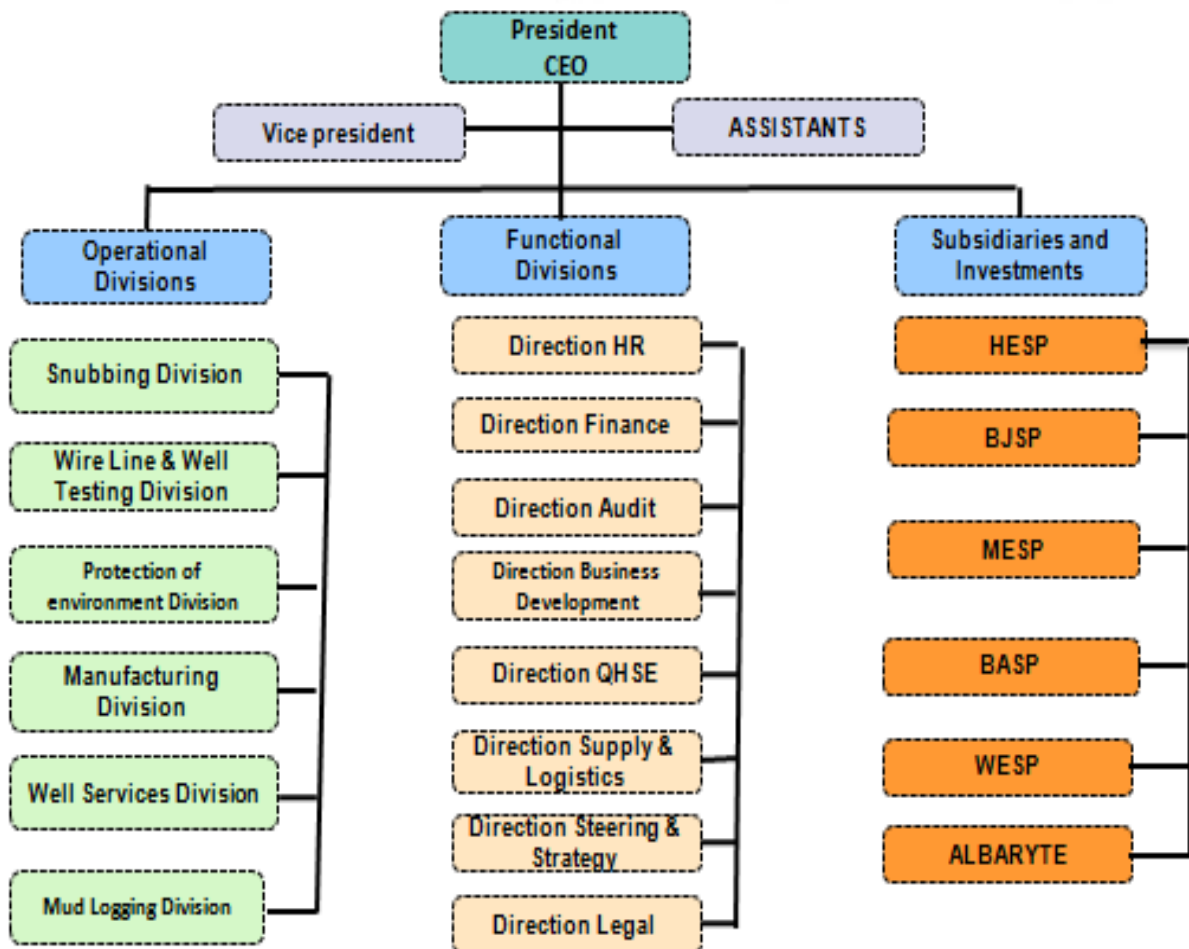 President
CEO
Vice president
ASSISTANTS
Operational
Divisions
Functional
Divisions
Subsidiaries and
Investments
Snubbing Division
Wire Line & Well
Testing Division
Protection of
environment Division
Manufacturing
Division
Well Services Division
Mud Logging Division
Direction HR
Direction Finance
Direction Audit
Direction Business
Development
Direction QHSE
Direction Supply &
Logistics
Direction Steering &
Strategy
Direction Legal
HESP
BJSP
MESP
BASP
WESP
ALBARYTE